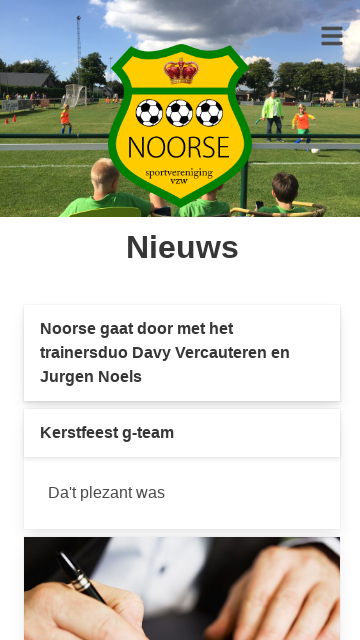 NOORSE
sportvereniging
vzw
Nieuws
Noorse gaat door met het
trainersduo Davy Vercauteren en
Jurgen Noels
Kerstfeest g-team
Da't plezant was